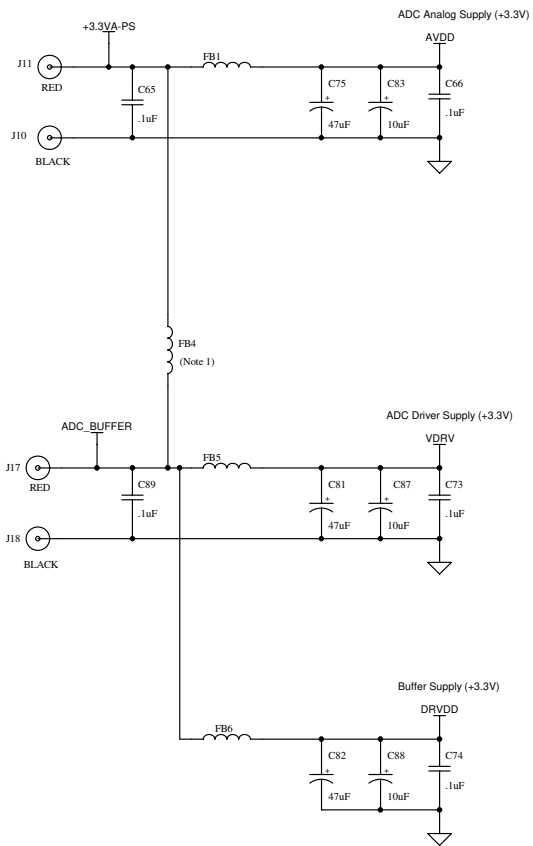 ADC Analog Supply (+3.3V)
+3.3VA-PS
AVDD
J11
RED
FB1
C65
.1uF
C75
47uF
C83
10uF
C66
.1uF
J10
BLACK
FB4
(Note 1)
ADC Driver Supply (+3.3V)
ADC_BUFFER
VDRV
J17
RED
FB5
C89
.1uF
C81
47uF
C87
10uF
C73
.1uF
J18
BLACK
Buffer Supply (+3.3V)
DRVDD
FB6
C82
47uF
C88
10uF
C74
.1uF